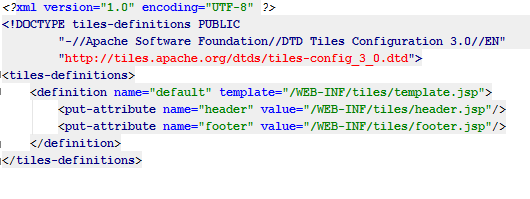 <?xml version="1.0" encoding="UTF-8" ?>
<!DOCTYPE tiles-definitions PUBLIC
"-//Apache Software Foundation//DTD Tiles Configuration 3.0//EN"
"http://tiles.apache.org/dtds/tiles-config_3_0.dtd">
<tiles-definitions>
<definition name="default" template="/WEB-INF/tiles/template.jsp">
<put-attribute name="header" value="/WEB-INF/tiles/header.jsp"/>
<put-attribute name="footer" value="/WEB-INF/tiles/footer.jsp"/>
</definition>
</tiles-definitions>